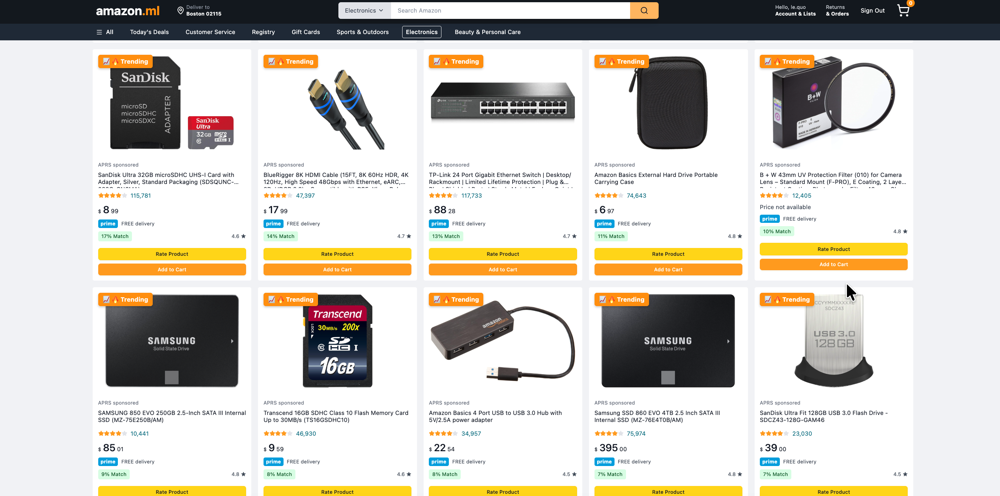 amazon.ml
Deliver to
Boston 02115
Electronics
Search Amazon
Hello, le.quo
Account & Lists
Returns
& Orders
Sign Out
0
All
Today's Deals
Customer Service
Registry
Gift Cards
Sports & Outdoors
Electronics
Beauty & Personal Care
Trending
SanDisk
microSD
microSDHC
microSDXC
ADAPTER
SanDisk
Ultra
32GB
micro
HC I
APRS sponsored
SanDisk Ultra 32GB microSDHC UHS-I Card with
Adapter, Silver, Standard Packaging (SDSQUNC-...
115,781
$ 8 99
prime FREE delivery
17% Match 4.6 ★
Rate Product
Add to Cart
Trending
APRS sponsored
BlueRigger 8K HDMI Cable (15FT, 8K 60Hz HDR, 4K
120Hz, High Speed 48Gbps with Ethernet, eARC,...
47,397
$ 17 99
prime FREE delivery
14% Match 4.7 ★
Rate Product
Add to Cart
Trending
tp-link
APRS sponsored
TP-Link 24 Port Gigabit Ethernet Switch | Desktop/
Rackmount | Limited Lifetime Protection | Plug &...
117,733
$ 88 28
prime FREE delivery
13% Match 4.7 ★
Rate Product
Add to Cart
Trending
APRS sponsored
Amazon Basics External Hard Drive Portable
Carrying Case
74,643
$ 6 97
prime FREE delivery
11% Match 4.8 ★
Rate Product
Add to Cart
Trending
B+W
FILTER
F-PRO E
010 UV - Haze
MADE IN GERMANY
APRS sponsored
B + W 43mm UV Protection Filter (010) for Camera
Lens – Standard Mount (F-PRO), E Coating, 2 Laye...
12,405
Price not available
prime FREE delivery
10% Match 4.8 ★
Rate Product
Add to Cart
Trending
SAMSUNG
Solid State Drive
APRS sponsored
SAMSUNG 850 EVO 250GB 2.5-Inch SATA III Internal
SSD (MZ-75E250B/AM)
10,441
$ 85 01
prime FREE delivery
9% Match 4.8 ★
Rate Product
Trending
Transcend
LOCK
30MB/s 200x
10 SD HC I
16GB
APRS sponsored
Transcend 16GB SDHC Class 10 Flash Memory Card
Up to 30MB/s (TS16GSDHC10)
46,930
$ 9 59
prime FREE delivery
8% Match 4.6 ★
Rate Product
Trending
amazon
basics
APRS sponsored
Amazon Basics 4 Port USB to USB 3.0 Hub with
5V/2.5A power adapter
34,957
$ 22 54
prime FREE delivery
8% Match 4.5 ★
Rate Product
Trending
SAMSUNG
Solid State Drive
APRS sponsored
Samsung SSD 860 EVO 4TB 2.5 Inch SATA III
Internal SSD (MZ-76E4T0B/AM)
75,974
$ 395 00
prime FREE delivery
7% Match 4.8 ★
Rate Product
Trending
SDCZ43
USB 3.0
128 GB
APRS sponsored
SanDisk Ultra Fit 128GB USB 3.0 Flash Drive -
SDCZ43-128G-GAM46
23,030
$ 39 00
prime FREE delivery
7% Match 4.5 ★
Rate Product